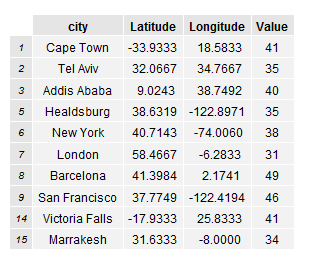 city Latitude Longitude Value
1 Cape Town -33.9333 18.5833 41
2 Tel Aviv 32.0667 34.7667 35
3 Addis Ababa 9.0243 38.7492 40
5 Healdsburg 38.6319 -122.8971 35
6 New York 40.7143 -74.0060 38
7 London 58.4667 -6.2833 31
8 Barcelona 41.3984 2.1741 49
9 San Francisco 37.7749 -122.4194 46
14 Victoria Falls -17.9333 25.8333 41
15 Marrakesh 31.6333 -8.0000 34